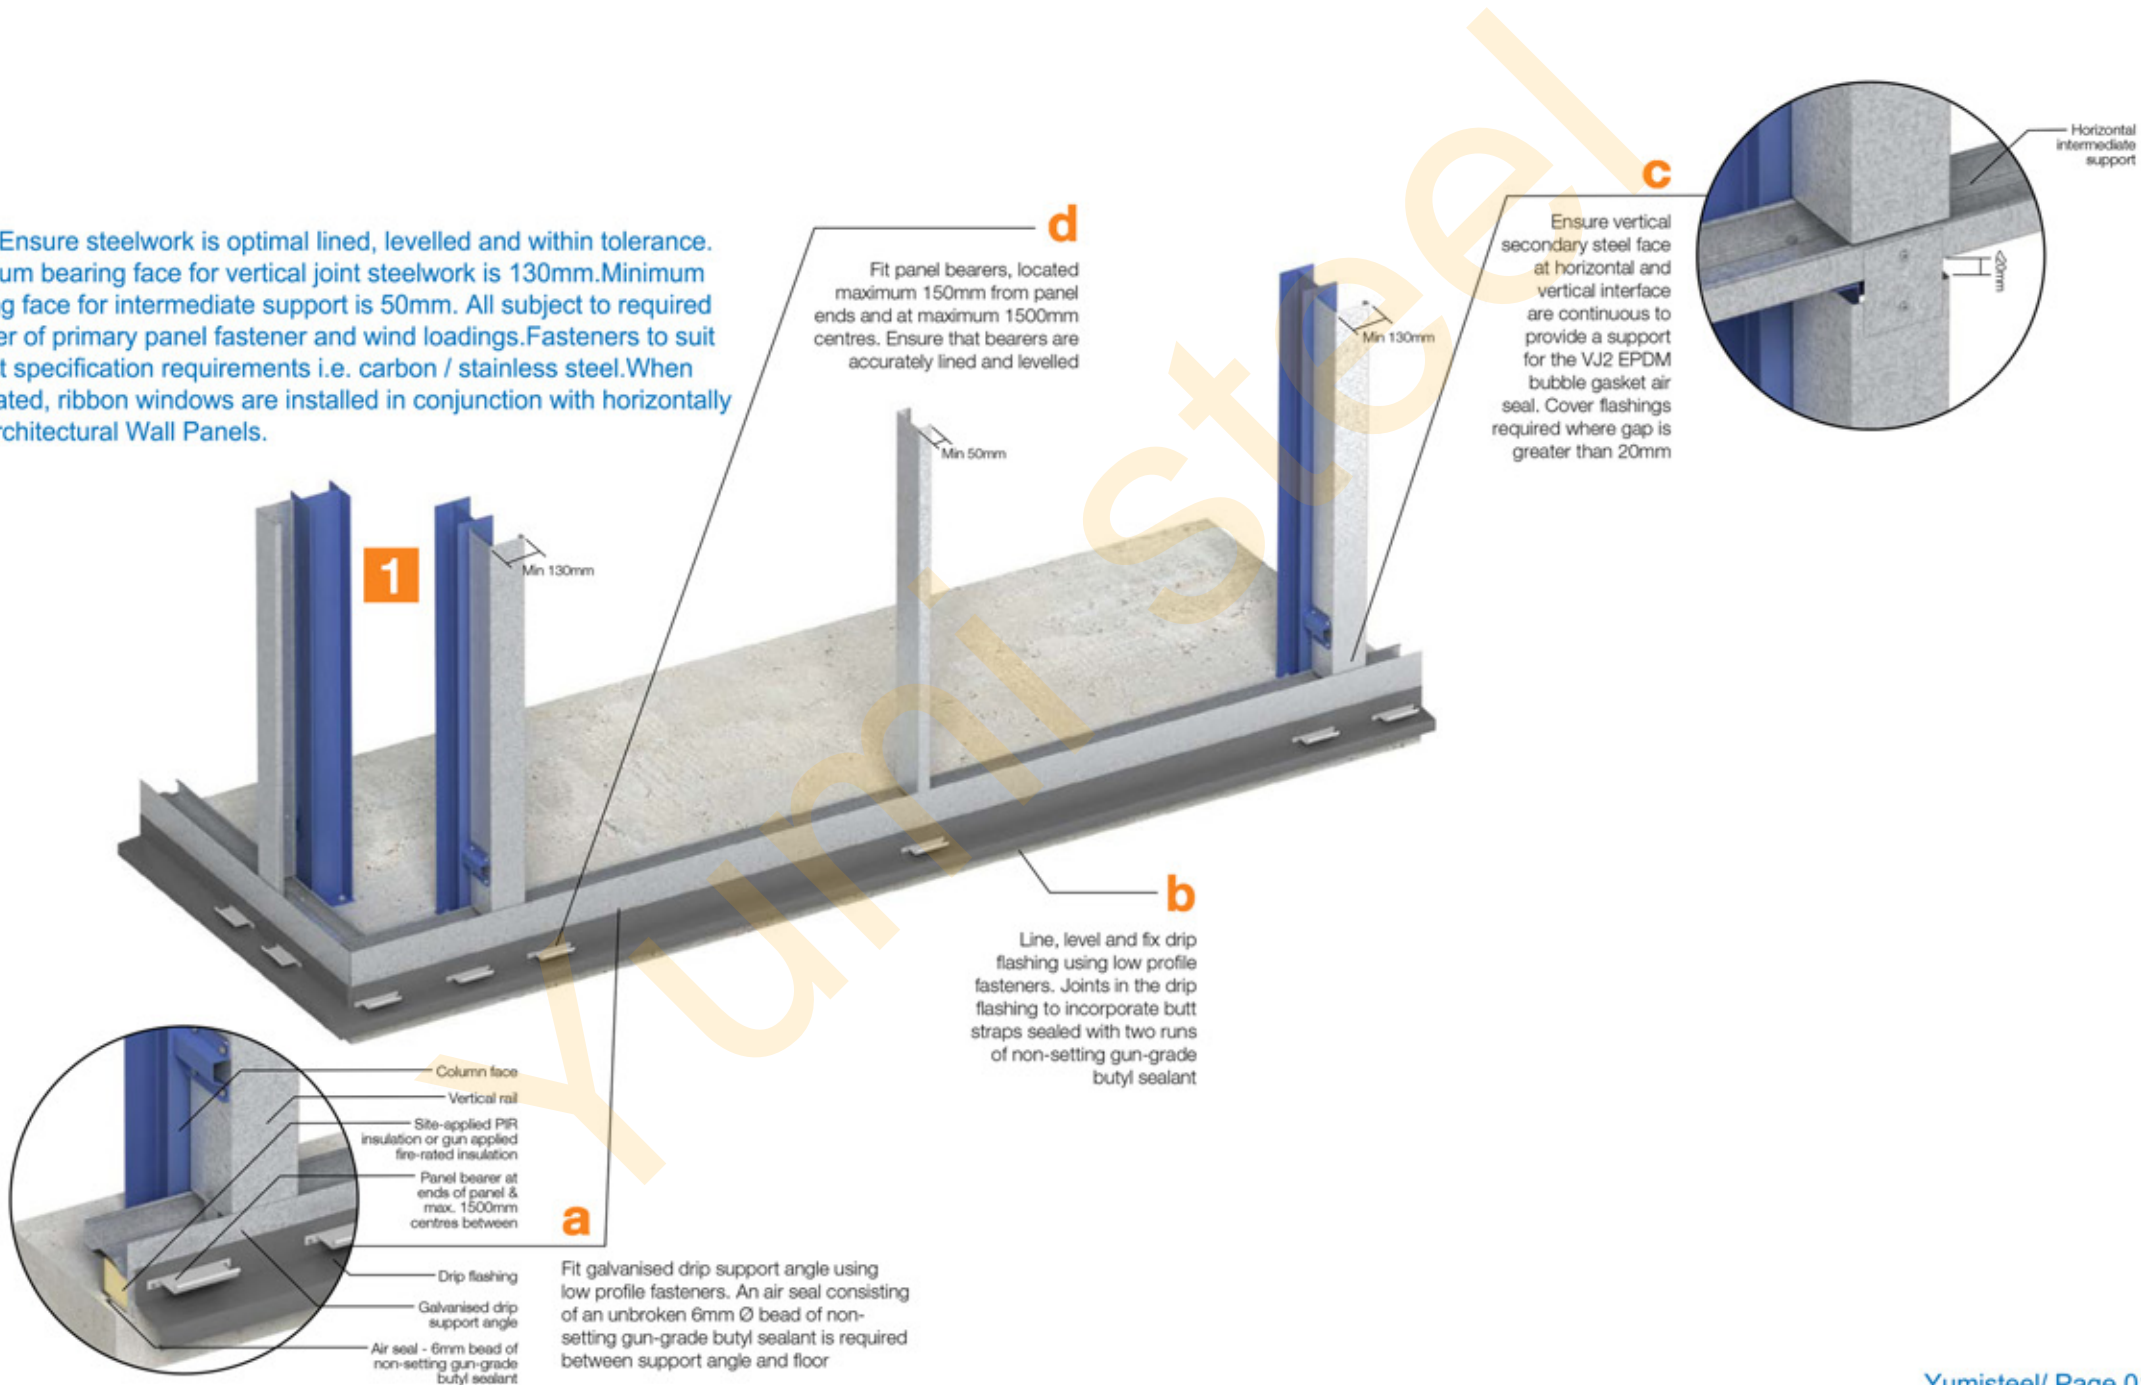 Ensure steelwork is optimal lined, levelled and within tolerance.
um bearing face for vertical joint steelwork is 130mm.Minimum
g face for intermediate support is 50mm. All subject to required
er of primary panel fastener and wind loadings.Fasteners to suit
t specification requirements i.e. carbon / stainless steel.When
ated, ribbon windows are installed in conjunction with horizontally
rchitectural Wall Panels.
1
Min 130mm
d
Fit panel bearers, located
maximum 150mm from panel
ends and at maximum 1500mm
centres. Ensure that bearers are
accurately lined and levelled
Min 50mm
Min 130mm
c
Ensure vertical
secondary steel face
at horizontal and
vertical interface
are continuous to
provide a support
for the VJ2 EPDM
bubble gasket air
seal. Cover flashings
required where gap is
greater than 20mm
Horizontal
intermediate
support
b
Line, level and fix drip
flashing using low profile
fasteners. Joints in the drip
flashing to incorporate butt
straps sealed with two runs
of non-setting gun-grade
butyl sealant
Column face
Vertical rail
Site-applied PIR
insulation or gun applied
fire-rated insulation
Panel bearer at
ends of panel &
max. 1500mm
centres between
Drip flashing
Galvanised drip
support angle
Air seal - 6mm bead of
non-setting gun-grade
butyl sealant
a
Fit galvanised drip support angle using
low profile fasteners. An air seal consisting
of an unbroken 6mm Ø bead of non-
setting gun-grade butyl sealant is required
between support angle and floor
Yumi steel
Yumisteel/ Page 0